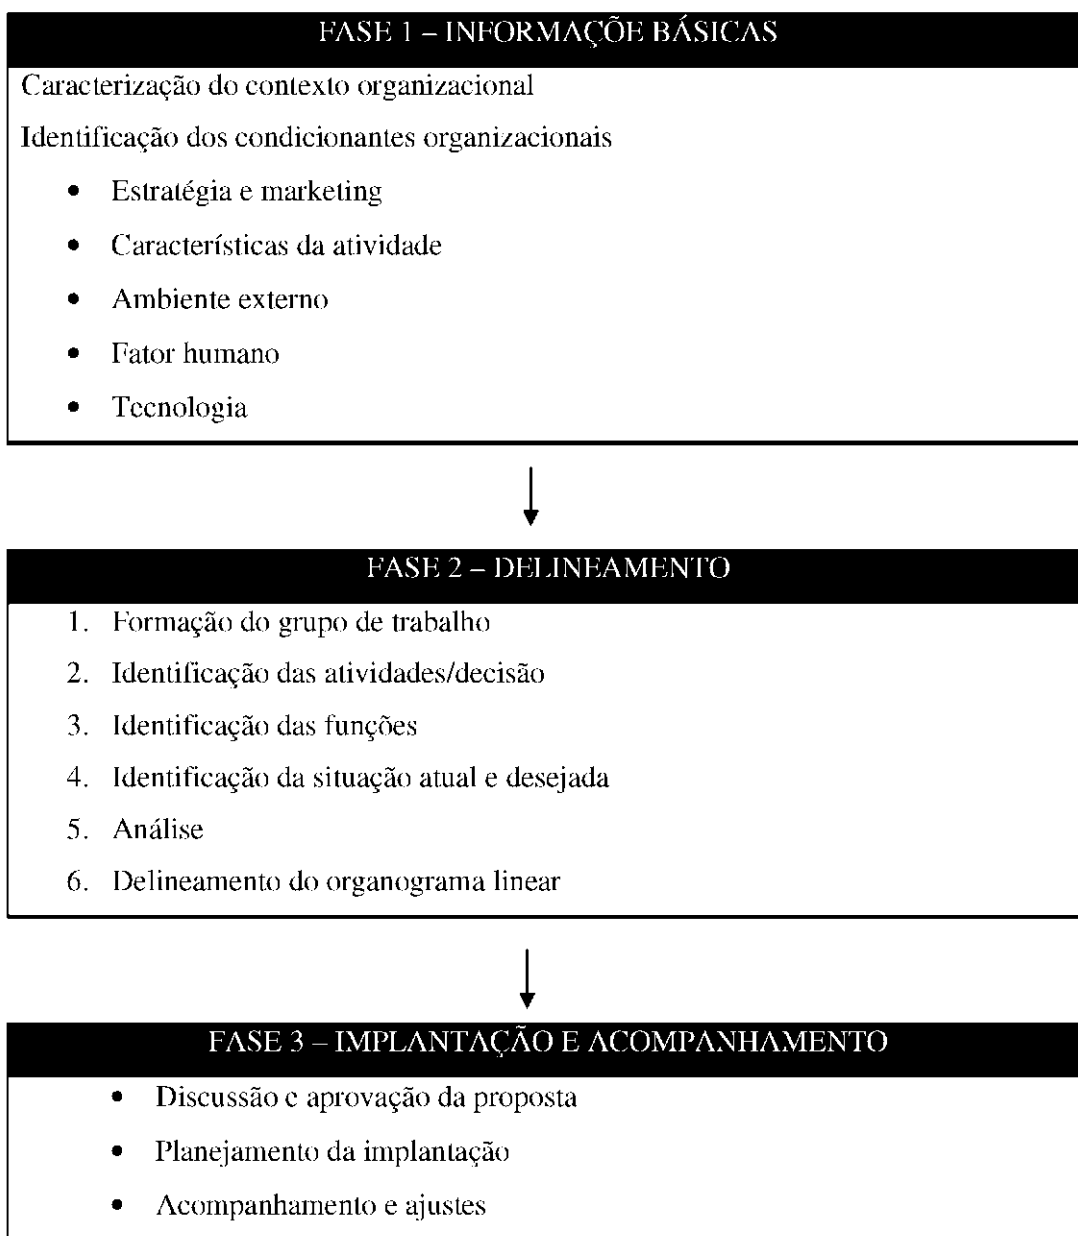 FASE 1 – INFORMAÇÕE BÁSICAS
Caracterização do contexto organizacional
Identificação dos condicionantes organizacionais
• Estratégia e marketing
• Características da atividade
• Ambiente externo
• Fator humano
• Tecnologia
FASE 2 – DELINEAMENTO
1. Formação do grupo de trabalho
2. Identificação das atividades/decisão
3. Identificação das funções
4. Identificação da situação atual e desejada
5. Análise
6. Delineamento do organograma linear
FASE 3 – IMPLANTAÇÃO E ACOMPANHAMENTO
• Discussão e aprovação da proposta
• Planejamento da implantação
• Acompanhamento e ajustes